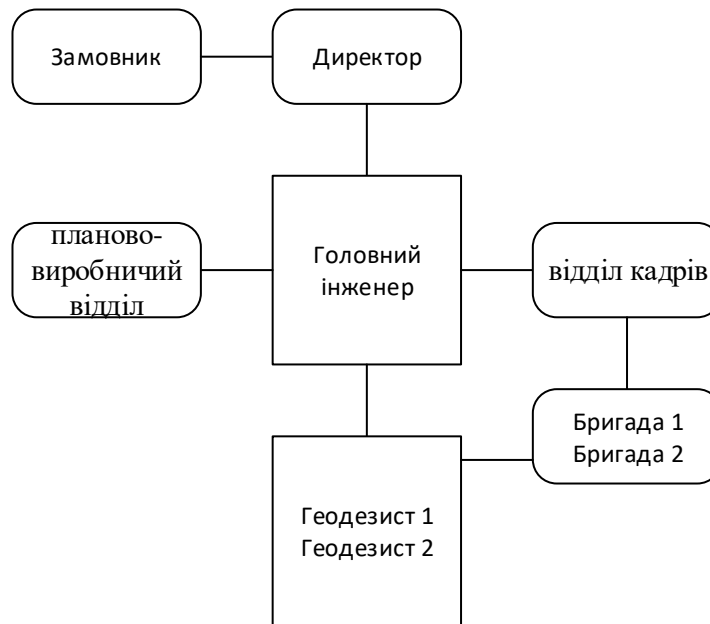 Замовник
Директор
планово-
виробничий
відділ
Головний
інженер
відділ кадрів
Бригада 1
Бригада 2
Геодезист 1
Геодезист 2